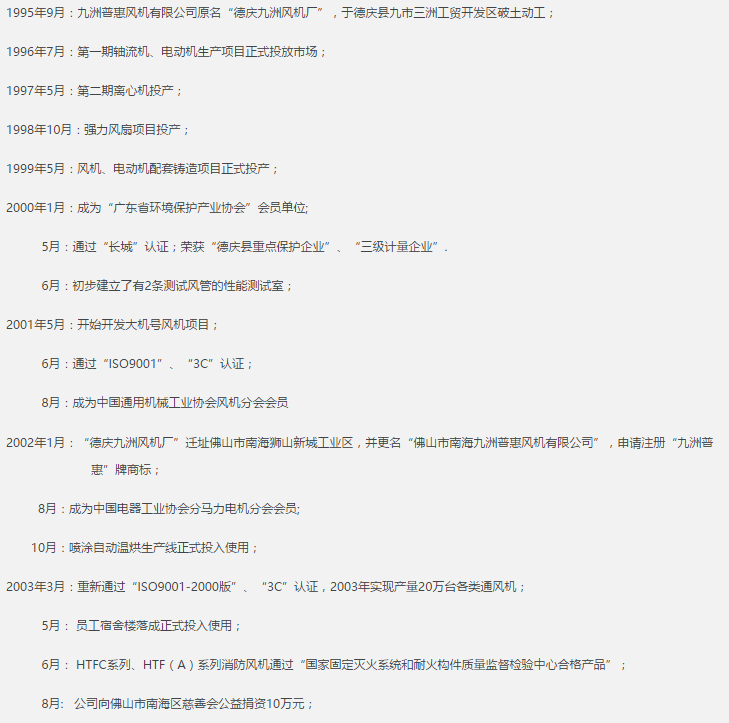 1995年9月：九洲普惠风机有限公司原名“德庆九洲风机厂”，于德庆县九市三洲工贸开发区破土动工；
1996年7月：第一期轴流机、电动机生产项目正式投放市场；
1997年5月：第二期离心机投产；
1998年10月：强力风扇项目投产；
1999年5月：风机、电动机配套铸造项目正式投产；
2000年1月：成为“广东省环境保护产业协会”会员单位;
5月：通过“长城”认证；荣获“德庆县重点保护企业”、“三级计量企业”.
6月：初步建立了有2条测试风管的性能测试室；
2001年5月：开始开发大机号风机项目；
6月：通过“ISO9001”、“3C”认证；
8月：成为中国通用机械工业协会风机分会会员
2002年1月：“德庆九洲风机厂”迁址佛山市南海狮山新城工业区，并更名“佛山市南海九洲普惠风机有限公司”，申请注册“九洲普
惠”牌商标；
8月：成为中国电器工业协会分马力电机分会会员;
10月：喷涂自动温烘生产线正式投入使用；
2003年3月：重新通过“ISO9001-2000版”、“3C”认证，2003年实现产量20万台各类通风机；
5月： 员工宿舍楼落成正式投入使用；
6月： HTFC系列、HTF（A）系列消防风机通过“国家固定灭火系统和耐火构件质量监督检验中心合格产品”；
8月: 公司向佛山市南海区慈善会公益捐资10万元；